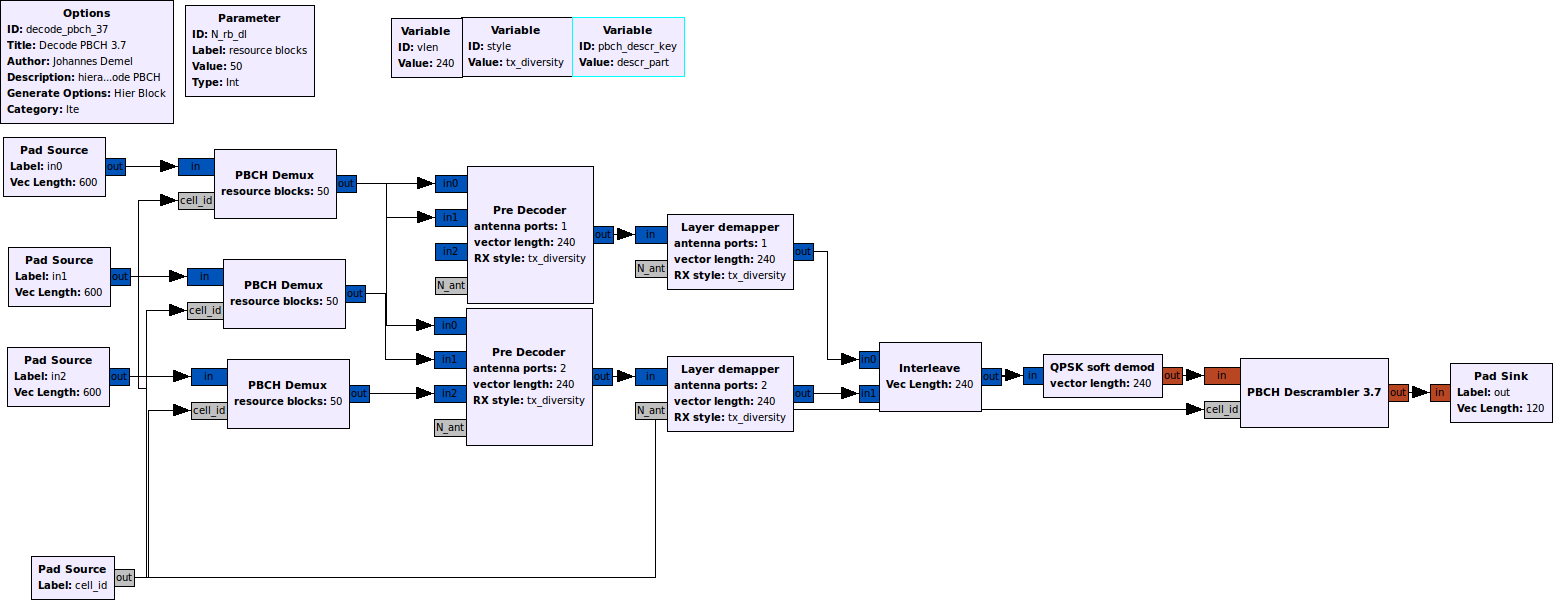 Options
ID: decode_pbch_37
Title: Decode PBCH 3.7
Author: Johannes Demel
Description: hiera...ode PBCH
Generate Options: Hier Block
Category: lte
Parameter
ID: N_rb_dl
Label: resource blocks
Value: 50
Type: Int
Variable
ID: vlen
Value: 240
Variable
ID: style
Value: tx_diversity
Variable
ID: pbch_descr_key
Value: descr_part
Pad Source
Label: in0
Vec Length: 600
out
in
cell_id
PBCH Demux
resource blocks: 50
out
Pad Source
Label: in1
Vec Length: 600
out
in
cell_id
PBCH Demux
resource blocks: 50
out
Pad Source
Label: in2
Vec Length: 600
out
in
cell_id
PBCH Demux
resource blocks: 50
out
Pad Source
Label: cell_id
out
in0
in1
in2
N_ant
Pre Decoder
antenna ports: 1
vector length: 240
RX style: tx_diversity
out
in0
in1
in2
N_ant
Pre Decoder
antenna ports: 2
vector length: 240
RX style: tx_diversity
out
in
N_ant
Layer demapper
antenna ports: 1
vector length: 240
RX style: tx_diversity
out
in
N_ant
Layer demapper
antenna ports: 2
vector length: 240
RX style: tx_diversity
out
in0
in1
Interleave
Vec Length: 240
out
in
QPSK soft demod
vector length: 240
out
in
cell_id
PBCH Descrambler 3.7
out
in
Pad Sink
Label: out
Vec Length: 120